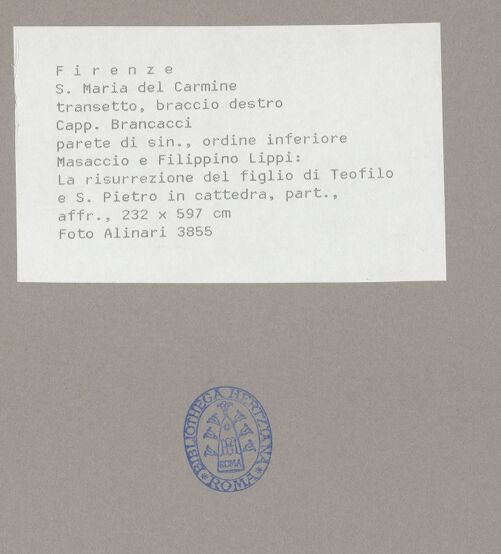 F i r e n z e
S. Maria del Carmine
transetto, braccio destro
Capp. Brancacci
parete di sin., ordine inferiore
Masaccio e Filippino Lippi:
La risurrezione del figlio di Teofilo
e S. Pietro in cattedra, part.,
affr., 232 x 597 cm
Foto Alinari 3855
BIBLIOTHECA HERTZIANA
ROMA
ROMA